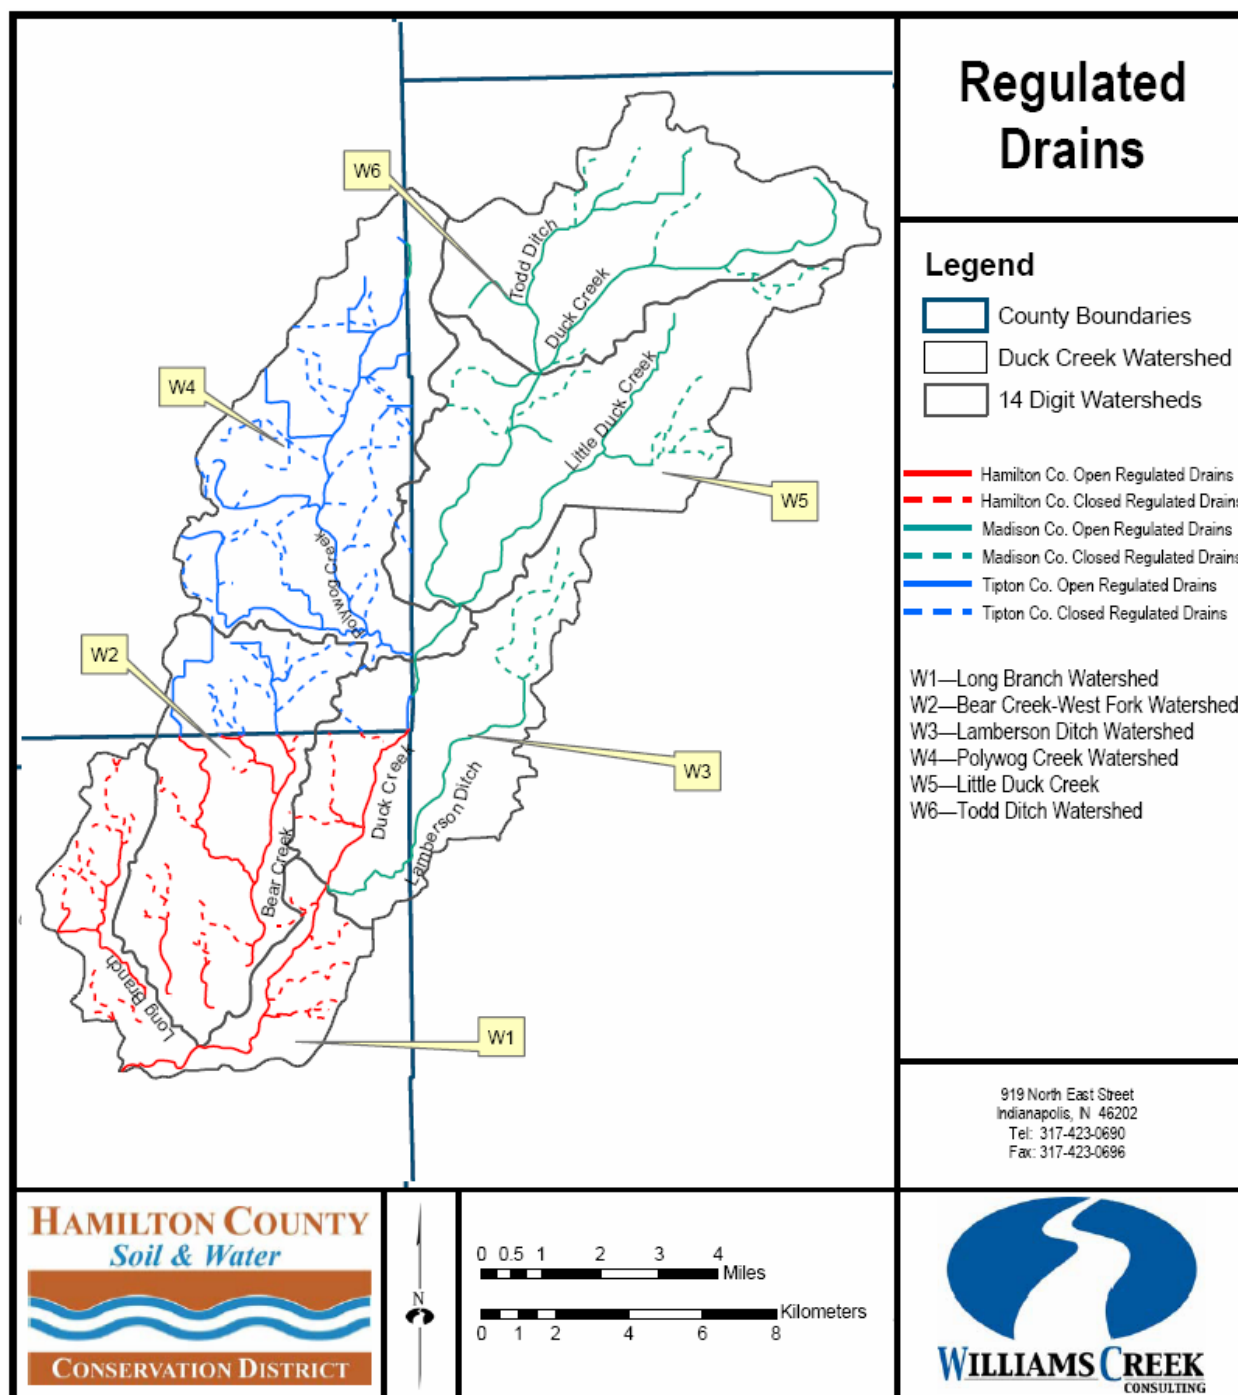 Regulated
Drains
Legend
County Boundaries
Duck Creek Watershed
14 Digit Watersheds
Hamilton Co. Open Regulated Drains
Hamilton Co. Closed Regulated Drains
Madison Co. Open Regulated Drains
Madison Co. Closed Regulated Drains
Tipton Co. Open Regulated Drains
Tipton Co. Closed Regulated Drains
W1—Long Branch Watershed
W2—Bear Creek-West Fork Watershed
W3—Lamberson Ditch Watershed
W4—Polywog Creek Watershed
W5—Little Duck Creek
W6—Todd Ditch Watershed
W6
Todd Ditch
Duck Creek
W4
Little Duck Creek
W5
Polywog Creek
W2
W3
Duck Creek
Lamberson Ditch
Bear Creek
Long Branch
W1
919 North East Street
Indianapolis, IN 46202
Tel: 317-423-0690
Fax: 317-423-0696
HAMILTON COUNTY
Soil & Water
CONSERVATION DISTRICT
N
0 0.5 1 2 3 4
Miles
Kilometers
0 1 2 4 6 8
WILLIAMS CREEK
CONSULTING